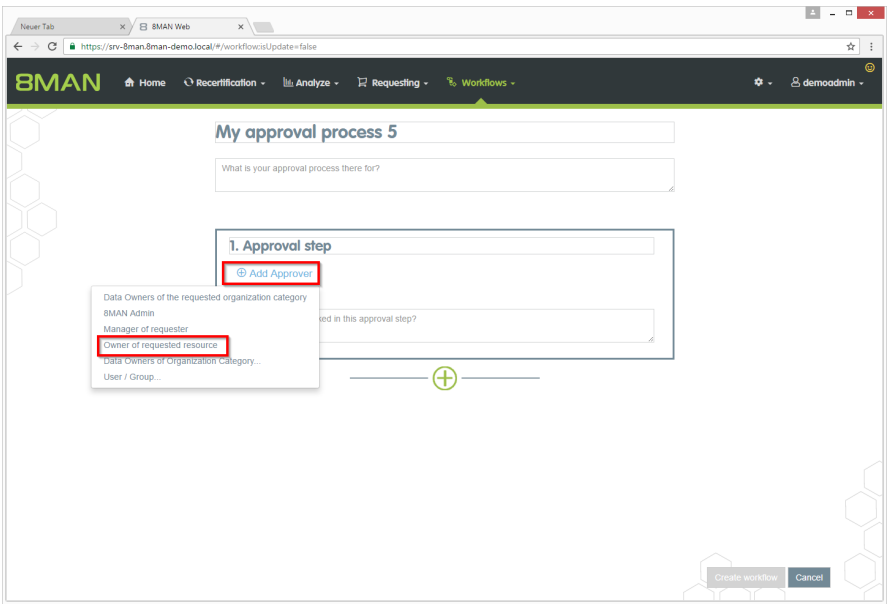 Neuer Tab
8MAN Web
https://srv-8man.8man-demo.local/#/workflow;isUpdate=false
8MAN
Home
Recertification
Analyze
Requesting
Workflows
demoadmin
My approval process 5
What is your approval process there for?
1. Approval step
Add Approver
Data Owners of the requested organization category
8MAN Admin
ked in this approval step?
Manager of requester
Owner of requested resource
Data Owners of Organization Category...
User / Group...
Create workflow
Cancel